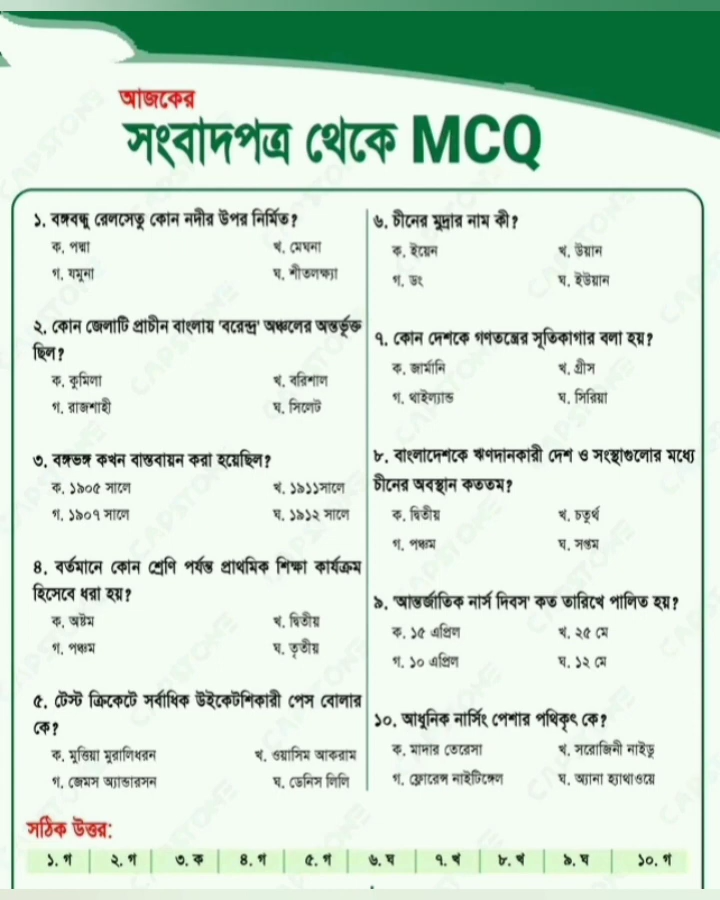 আজকের
সংবাদপত্র থেকে MCQ
১. বঙ্গবন্ধু রেলসেতু কোন নদীর উপর নির্মিত?
ক. পদ্মা খ. মেঘনা
গ. যমুনা ঘ. শীতলক্ষ্যা
২. কোন জেলাটি প্রাচীন বাংলায় 'বরেন্দ্র' অঞ্চলের অন্তর্ভুক্ত
ছিল?
ক. কুমিলা খ. বরিশাল
গ. রাজশাহী ঘ. সিলেট
৩. বঙ্গভঙ্গ কখন বাস্তবায়ন করা হয়েছিল?
ক. ১৯০৫ সালে খ. ১৯১১সালে
গ. ১৯০৭ সালে ঘ. ১৯১২ সালে
৪. বর্তমানে কোন শ্রেণি পর্যন্ত প্রাথমিক শিক্ষা কার্যক্রম
হিসেবে ধরা হয়?
ক. অষ্টম খ. দ্বিতীয়
গ. পঞ্চম ঘ. তৃতীয়
৫. টেস্ট ক্রিকেটে সর্বাধিক উইকেটশিকারী পেস বোলার
কে?
ক. মুত্তিয়া মুরালিধরন খ. ওয়াসিম আকরাম
গ. জেমস অ্যান্ডারসন ঘ. ডেনিস লিলি
৬. চীনের মুদ্রার নাম কী?
ক. ইয়েন খ. উয়ান
গ. ডং ঘ. ইউয়ান
৭. কোন দেশকে গণতন্ত্রের সূতিকাগার বলা হয়?
ক. জার্মানি খ. গ্রীস
গ. থাইল্যান্ড ঘ. সিরিয়া
৮. বাংলাদেশকে ঋণদানকারী দেশ ও সংস্থাগুলোর মধ্যে
চীনের অবস্থান কততম?
ক. দ্বিতীয় খ. চতুর্থ
গ. পঞ্চম ঘ. সপ্তম
৯. 'আন্তর্জাতিক নার্স দিবস' কত তারিখে পালিত হয়?
ক. ১৫ এপ্রিল খ. ২৫ মে
গ. ১০ এপ্রিল ঘ. ১২ মে
১০. আধুনিক নার্সিং পেশার পথিকৃৎ কে?
ক. মাদার তেরেসা খ. সরোজিনী নাইডু
গ. ফ্লোরেন্স নাইটিঙ্গেল ঘ. অ্যানা হ্যাথাওয়ে
সঠিক উত্তর:
১. গ ২. গ ৩. ক ৪. গ ৫. গ ৬. ঘ ৭. খ ৮. খ ৯. ঘ ১০. গ